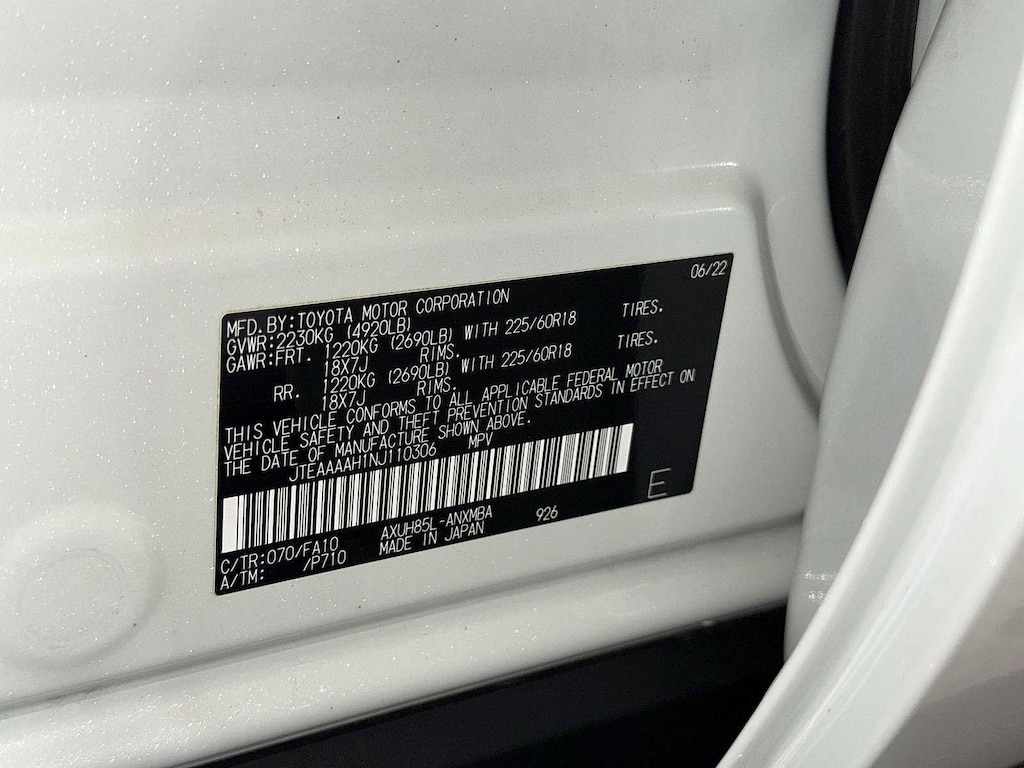 06/22
MFD.BY:TOYOTA MOTOR CORPORATION
GVWR:2230KG (4920LB)
GAWR:FRT. 1220KG (2690LB) WITH 225/60R18 TIRES.
18X7J RIMS.
RR. 1220KG (2690LB) WITH 225/60R18 TIRES.
18X7J RIMS.
THIS VEHICLE CONFORMS TO ALL APPLICABLE FEDERAL MOTOR
VEHICLE SAFETY AND THEFT PREVENTION STANDARDS IN EFFECT ON
THE DATE OF MANUFACTURE SHOWN ABOVE.
JTEAAAAH1NJ110306 MPV
E
C/TR:070/FA10 AXUH85L-ANXMBA 926
A/TM: /P710 MADE IN JAPAN